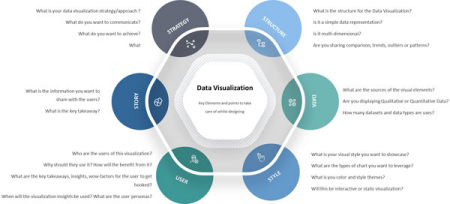 What is your data visualization strategy/approach ?
What do you want to communicate?
What do you want to achieve?
What
STRATEGY
STRUCTURE
What is the structure for the Data Visualization?
Is it a simple data representation?
Is it multi-dimensional?
Are you sharing comparison, trends, outliers or patterns?
Data Visualization
Key Elements and points to take
care of while designing
What is the information you want to
share with the users?
What is the key takeaway?
STORY
DATA
What are the sources of the visual elements?
Are you displaying Qualitative or Quantitative Data?
How many datasets and data types are uses?
Who are the users of this visualization?
Why should they use it? How will the benefit from it?
What are the key takeaways, insights, wow-factors for the user to get
hooked?
When will the visualization insights be used? What are the user personas?
USER
STYLE
What is your visual style you want to showcase?
What are the types of chart you want to leverage?
What is you color and style themes?
Will this be interactive or static visualization?